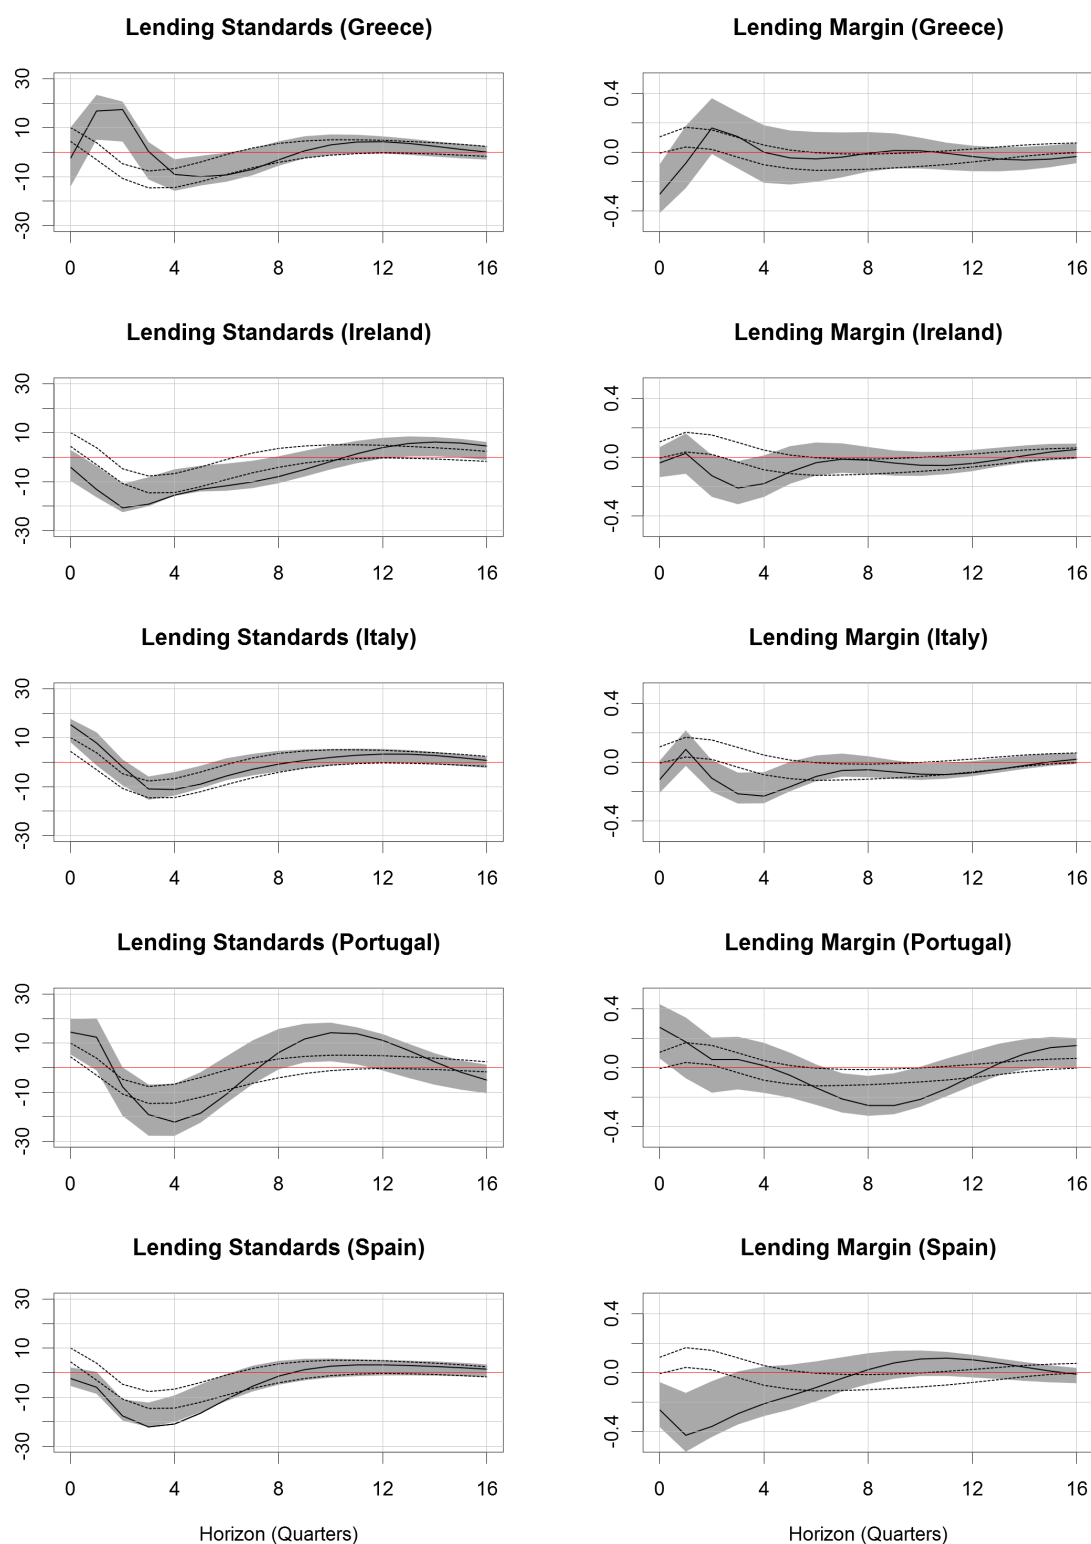 Lending Standards (Greece)
Lending Margin (Greece)
30
10
-10
-30
0 4 8 12 16
0.4
0.0
-0.4
0 4 8 12 16
Lending Standards (Ireland)
Lending Margin (Ireland)
30
10
-10
-30
0 4 8 12 16
0.4
0.0
-0.4
0 4 8 12 16
Lending Standards (Italy)
Lending Margin (Italy)
30
10
-10
-30
0 4 8 12 16
0.4
0.0
-0.4
0 4 8 12 16
Lending Standards (Portugal)
Lending Margin (Portugal)
30
10
-10
-30
0 4 8 12 16
0.4
0.0
-0.4
0 4 8 12 16
Lending Standards (Spain)
Lending Margin (Spain)
30
10
-10
-30
0 4 8 12 16
0.4
0.0
-0.4
0 4 8 12 16
Horizon (Quarters)
Horizon (Quarters)